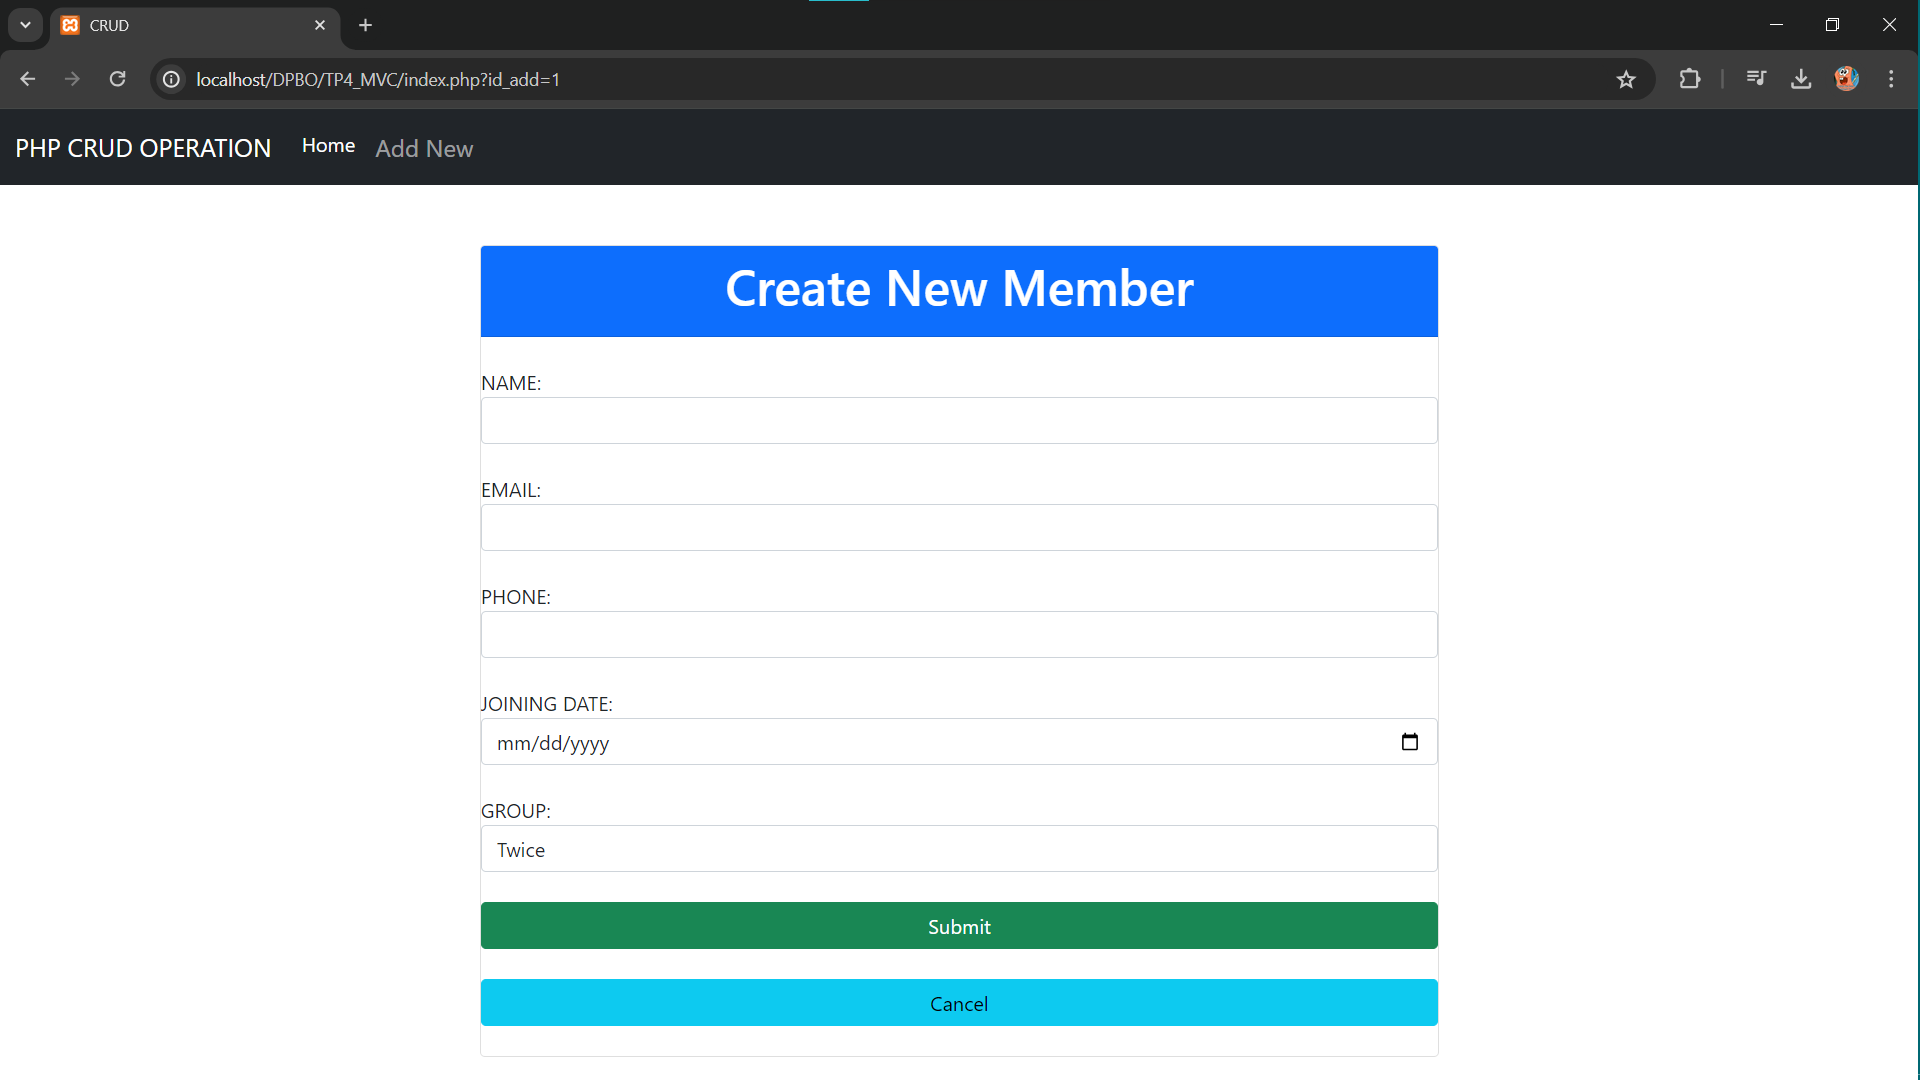 CRUD
localhost/DPBO/TP4_MVC/index.php?id_add=1
PHP CRUD OPERATION Home Add New
Create New Member
NAME:
EMAIL:
PHONE:
JOINING DATE:
mm/dd/yyyy
GROUP:
Twice
Submit
Cancel